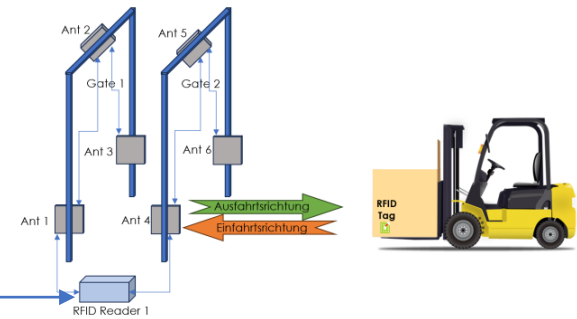 Ant 2
Ant 5
Gate 1
Gate 2
Ant 3
Ant 6
RFID
Tag
Ausfahrtsrichtung
Ant 1
Ant 4
Einfahrtsrichtung
RFID Reader 1